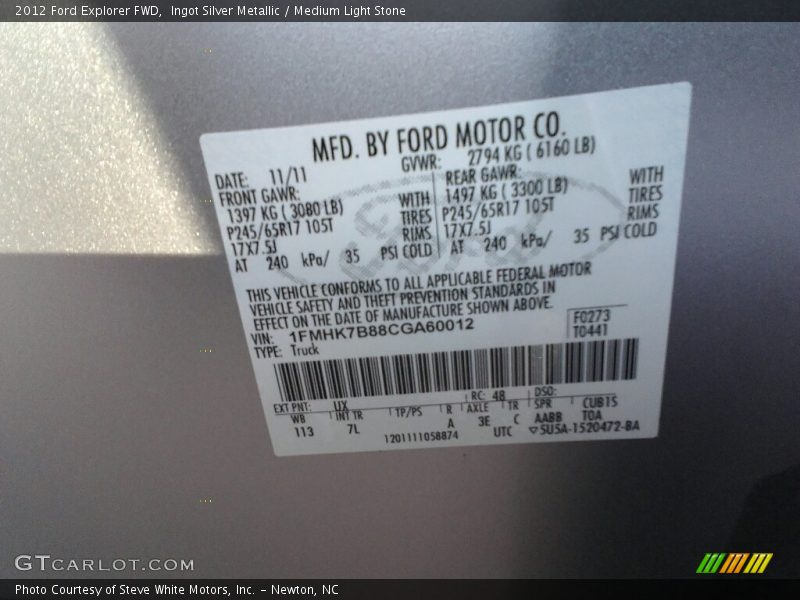 2012 Ford Explorer FWD, Ingot Silver Metallic / Medium Light Stone
MFD. BY FORD MOTOR CO.
DATE: 11/11 GVWR: 2794 KG ( 6160 LB)
FRONT GAWR: REAR GAWR:
1397 KG ( 3080 LB) WITH 1497 KG ( 3300 LB) WITH
P245/65R17 105T TIRES P245/65R17 105T TIRES
17X7.5J RIMS 17X7.5J RIMS
AT 240 kPa/ 35 PSI COLD AT 240 kPa/ 35 PSI COLD
THIS VEHICLE CONFORMS TO ALL APPLICABLE FEDERAL MOTOR
VEHICLE SAFETY AND THEFT PREVENTION STANDARDS IN
EFFECT ON THE DATE OF MANUFACTURE SHOWN ABOVE.
VIN: 1FMHK7B88CGA60012 F0273
TYPE: Truck T0441
EXT PNT: UX RC: 48 DSO:
WB INT TR TP/PS R AXLE TR SPR CUB1S
113 7L A 3E C AABB TOA
1201111058874 UTC ▽SU5A-1520472-BA
Ford
GTCARLOT.COM
Photo Courtesy of Steve White Motors, Inc. – Newton, NC